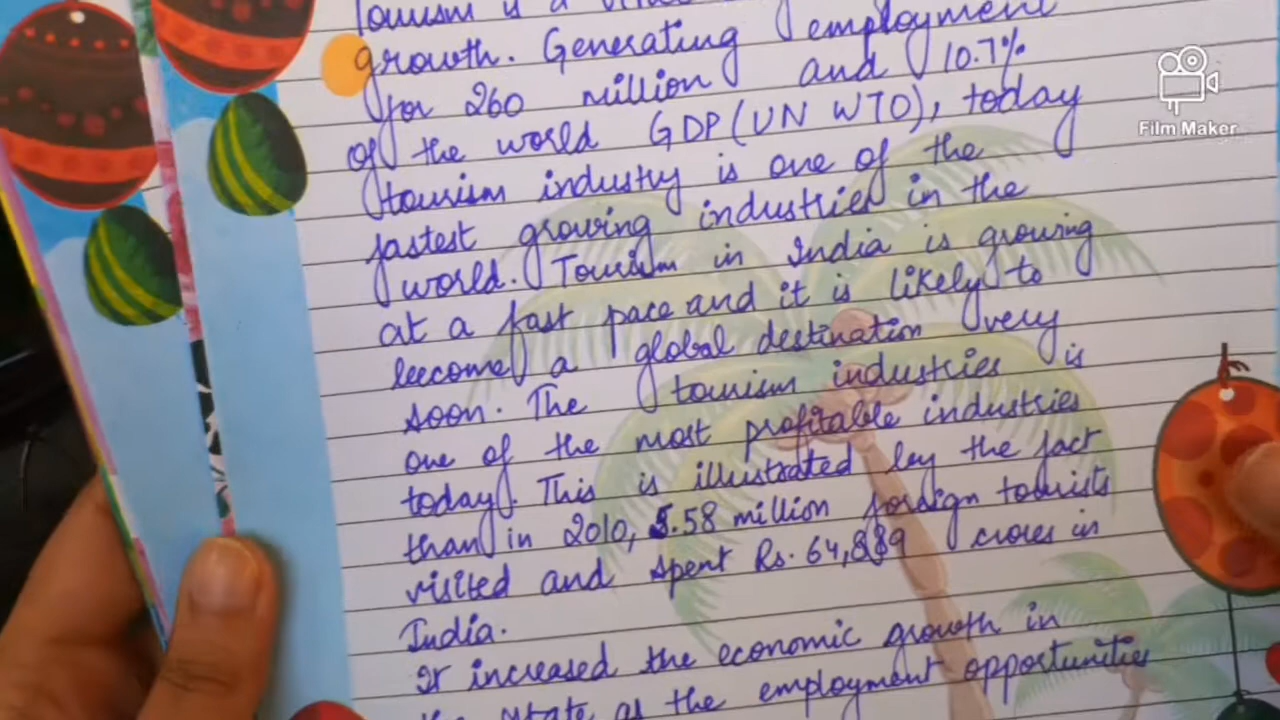 Tourism is a
growth. Generating employment
for 260 million and 10.7%
of the world GDP (UN WTO), today
tourism industry is one of the
fastest growing industries in the
world. Tourism in India is growing
at a fast pace and it is likely to
become a global destination very
soon. The tourism industries is
one of the most profitable industries
today. This is illustrated by the fact
than in 2010, 5.58 million foreign tourists
visited and spent Rs. 64,889 crores in
India.
It increased the economic growth in
the state as the employment opportunities
Film Maker